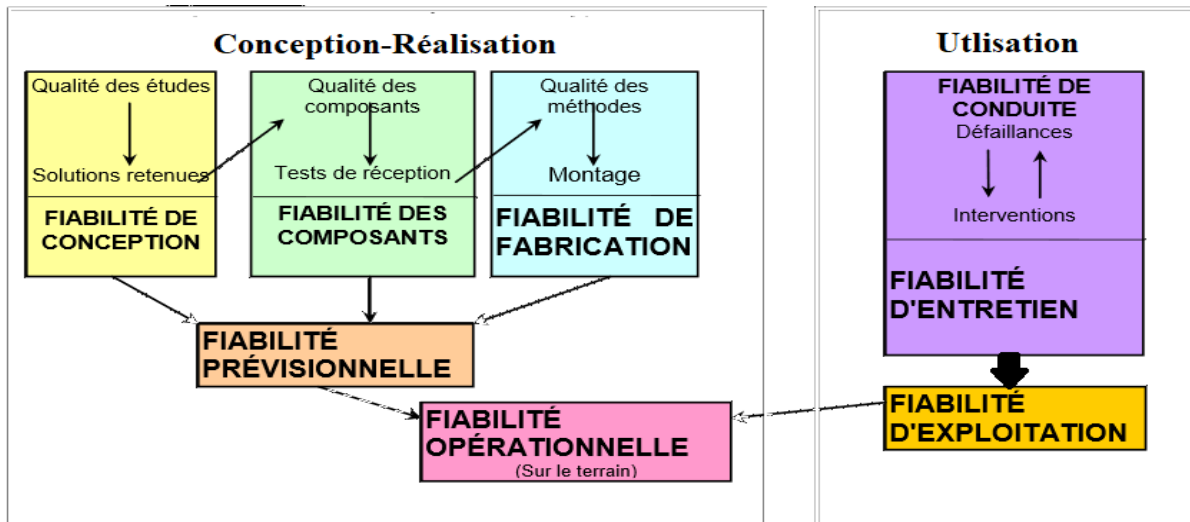 Conception-Réalisation
Qualité des études
Solutions retenues
FIABILITÉ DE
CONCEPTION
Qualité des
composants
Tests de réception
FIABILITÉ DES
COMPOSANTS
Qualité des
méthodes
Montage
FIABILITÉ DE
FABRICATION
FIABILITÉ
PRÉVISIONNELLE
FIABILITÉ
OPÉRATIONNELLE
(Sur le terrain)
Utlisation
FIABILITÉ DE
CONDUITE
Défaillances
Interventions
FIABILITÉ
D'ENTRETIEN
FIABILITÉ
D'EXPLOITATION